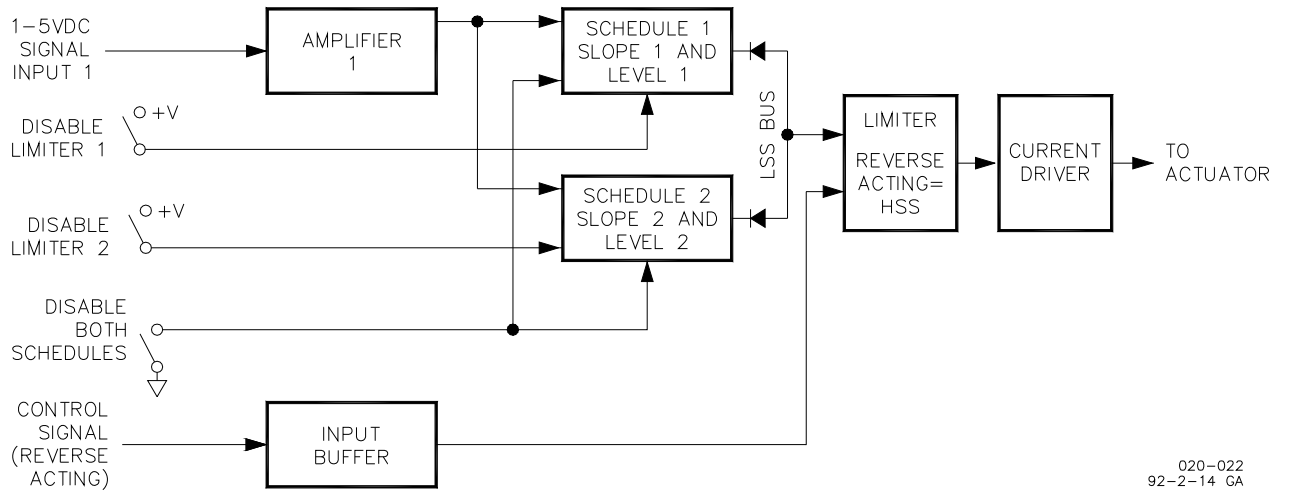 1-5VDC
SIGNAL
INPUT 1
AMPLIFIER
1
SCHEDULE 1
SLOPE 1 AND
LEVEL 1
+V
DISABLE
LIMITER 1
LSS BUS
LIMITER
REVERSE
ACTING=
HSS
CURRENT
DRIVER
TO
ACTUATOR
SCHEDULE 2
SLOPE 2 AND
LEVEL 2
+V
DISABLE
LIMITER 2
DISABLE
BOTH
SCHEDULES
CONTROL
SIGNAL
(REVERSE
ACTING)
INPUT
BUFFER
020-022
92-2-14 GA